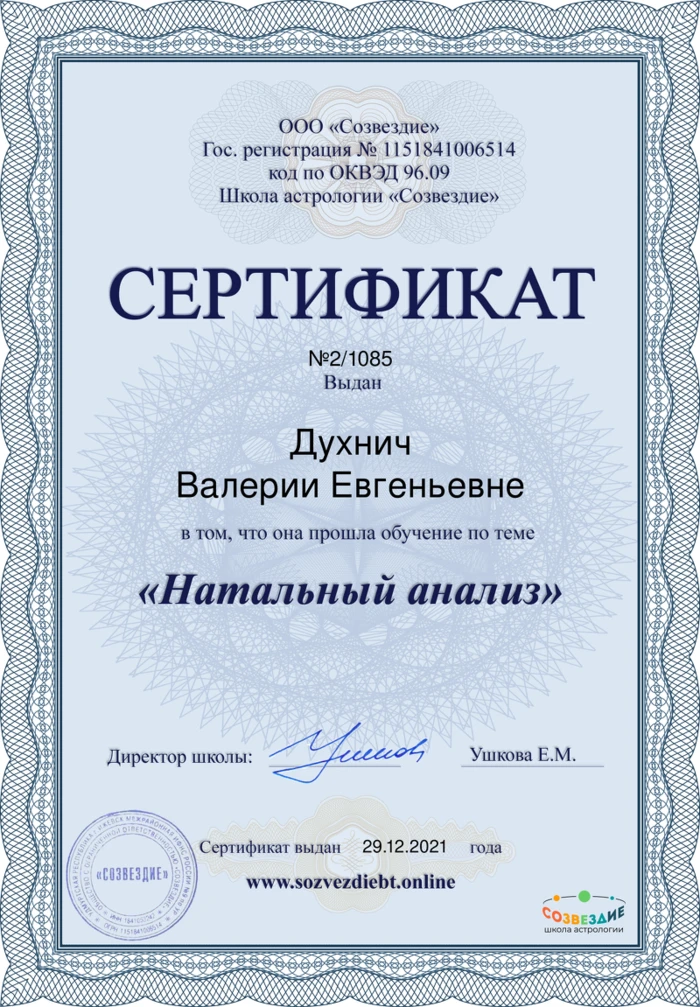 ООО «Созвездие»
Гос. регистрация № 1151841006514
код по ОКВЭД 96.09
Школа астрологии «Созвездие»
СЕРТИФИКАТ
№2/1085
Выдан
Духнич
Валерии Евгеньевне
в том, что она прошла обучение по теме
«Натальный анализ»
Директор школы: Ушкова Е.М.
Сертификат выдан 29.12.2021 года
www.sozvezdiebt.online
«СОЗВЕЗДИЕ»
СОЗВЕЗДИЕ
школа астрологии